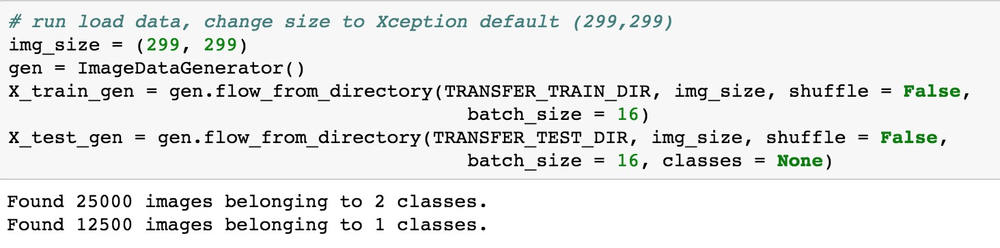 # run load data, change size to Xception default (299,299)
img_size = (299, 299)
gen = ImageDataGenerator()
X_train_gen = gen.flow_from_directory(TRANSFER_TRAIN_DIR, img_size, shuffle = False,
                                        batch_size = 16)
X_test_gen = gen.flow_from_directory(TRANSFER_TEST_DIR, img_size, shuffle = False,
                                        batch_size = 16, classes = None)
Found 25000 images belonging to 2 classes.
Found 12500 images belonging to 1 classes.